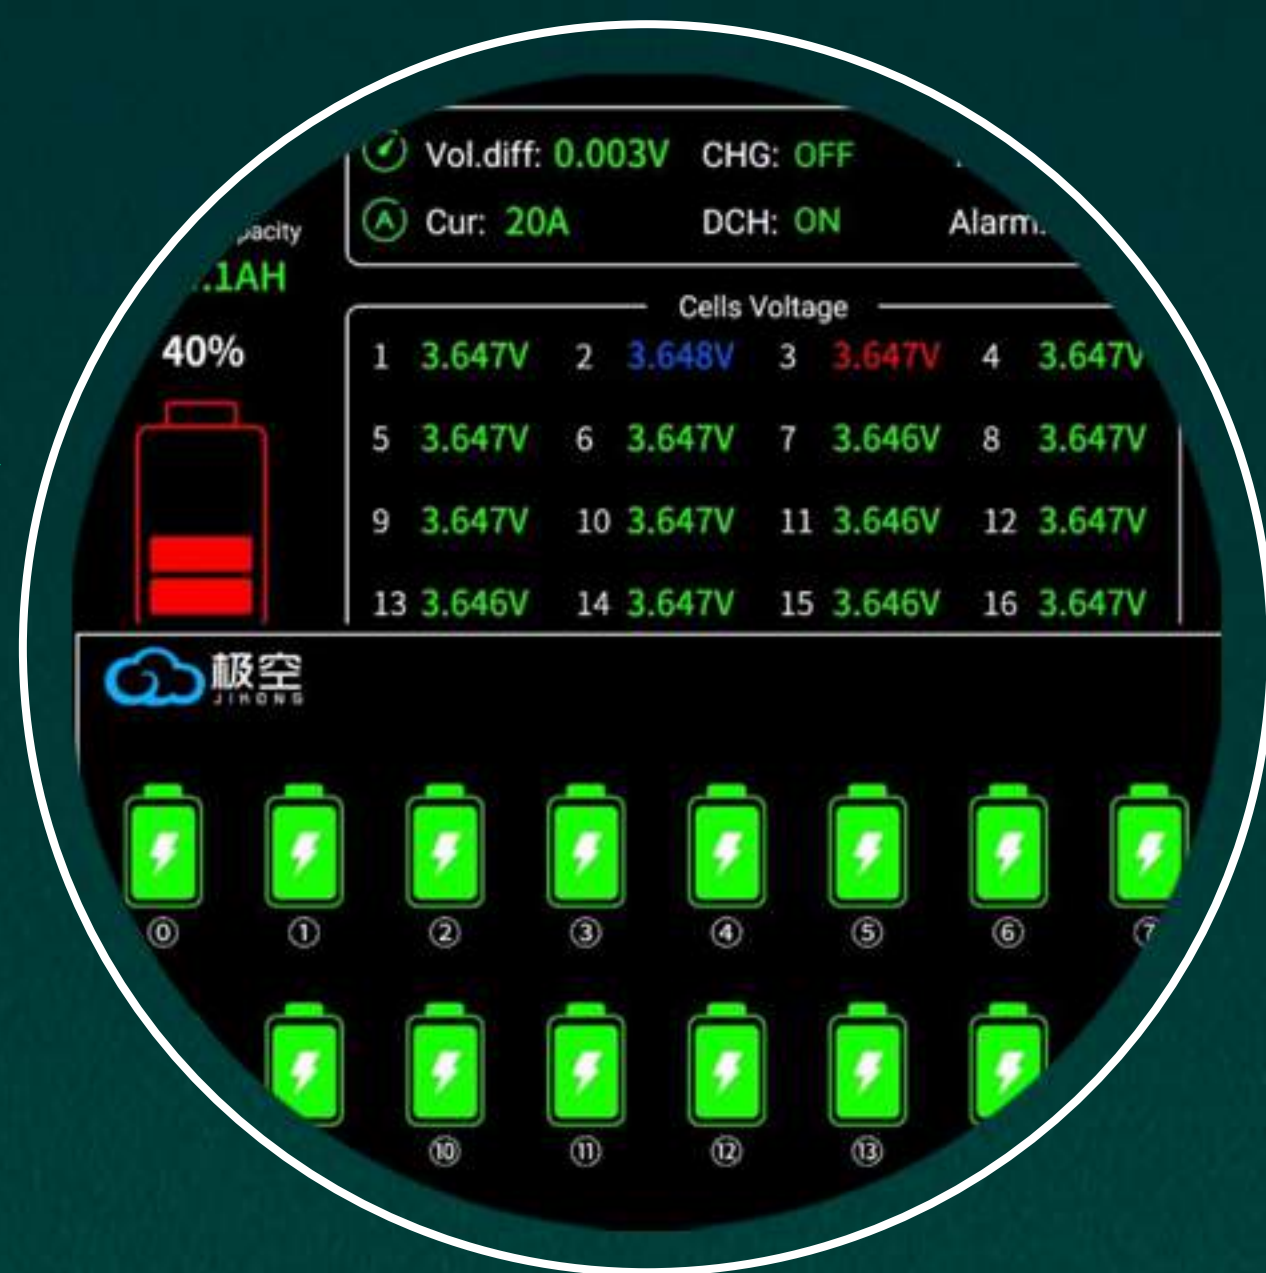 Vol.diff: 0.003V CHG: OFF
Cur: 20A DCH: ON Alarm:
.1AH
40%
Cells Voltage
1 3.647V 2 3.648V 3 3.647V 4 3.647V
5 3.647V 6 3.647V 7 3.646V 8 3.647V
9 3.647V 10 3.647V 11 3.646V 12 3.647V
13 3.646V 14 3.647V 15 3.646V 16 3.647V
极空
JIKONG
⓪ ① ② ③ ④ ⑤ ⑥ ⑦
⑩ ⑪ ⑫ ⑬